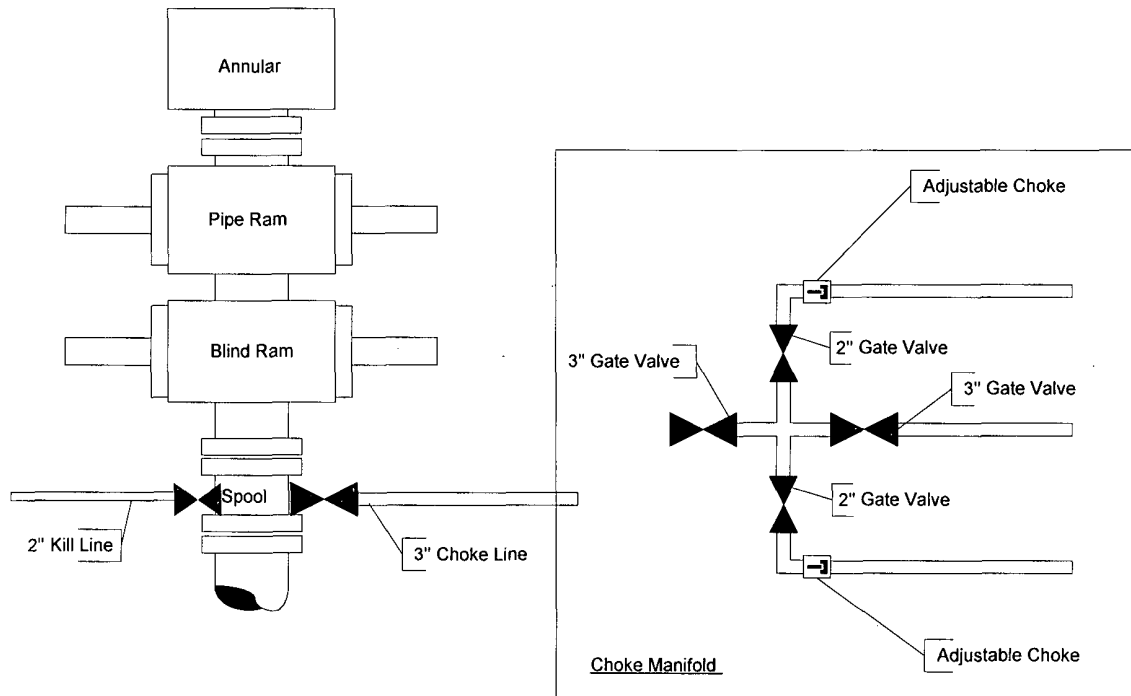 Annular
Pipe Ram
Blind Ram
Spool
2" Kill Line
3" Choke Line
Adjustable Choke
2" Gate Valve
3" Gate Valve
3" Gate Valve
2" Gate Valve
Adjustable Choke
Choke Manifold